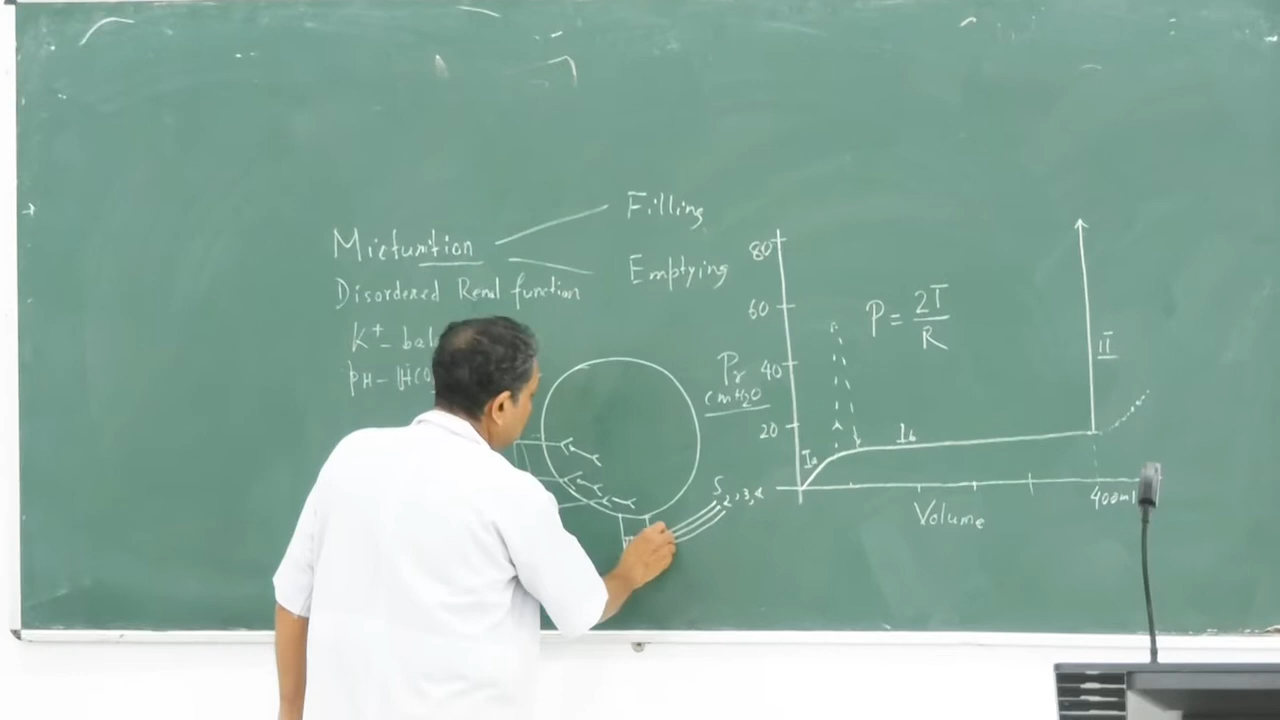 Micturition
Filling
Emptying
Disordered Renal function
K+ - bal
pH - HCO
80
60
40
20
Pr
cmH2O
P = 2T/R
Ia
Ib
II
S 2,3,4
400ml
Volume